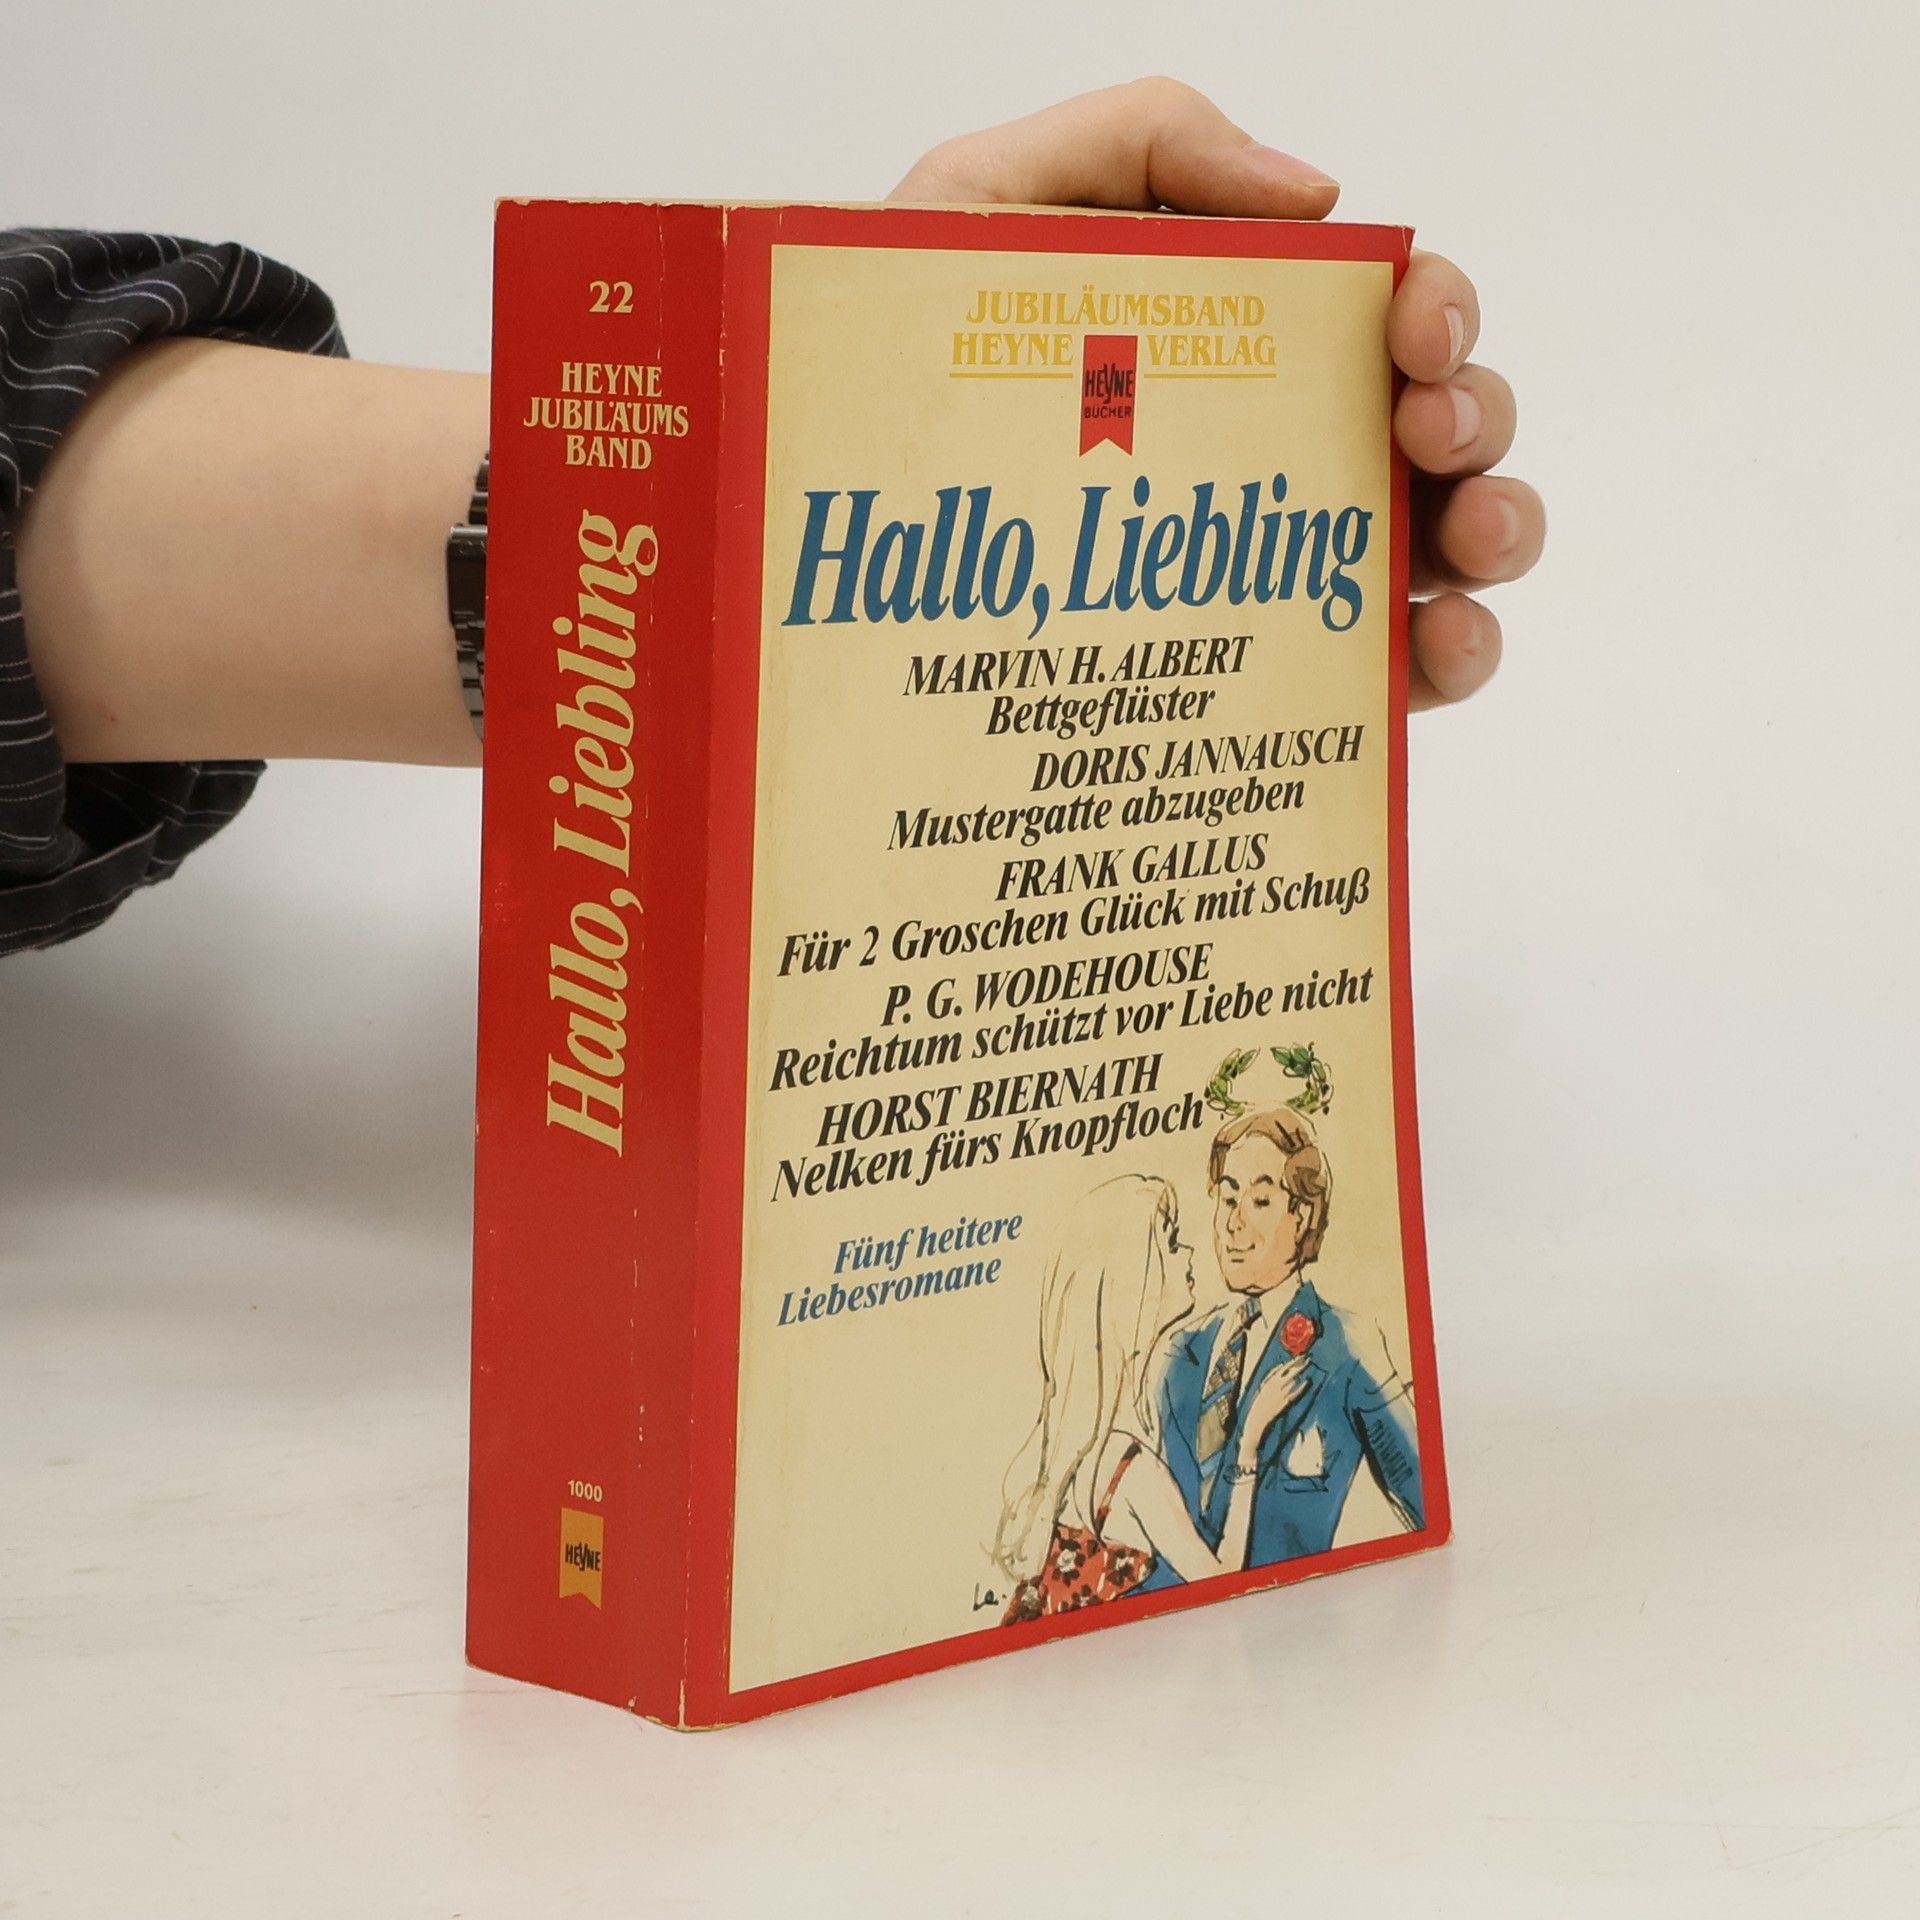 22
HEYNE
JUBILÄUMS
BAND
Hallo, Liebling
1000
HEYNE
JUBILÄUMSBAND
HEYNE VERLAG
HEYNE
BÜCHER
Hallo, Liebling
MARVIN H. ALBERT
Bettgeflüster
DORIS JANNAUSCH
Mustergatte abzugeben
FRANK GALLUS
Für 2 Groschen Glück mit Schuß
P. G. WODEHOUSE
Reichtum schützt vor Liebe nicht
HORST BIERNATH
Nelken fürs Knopfloch
Fünf heitere
Liebesromane